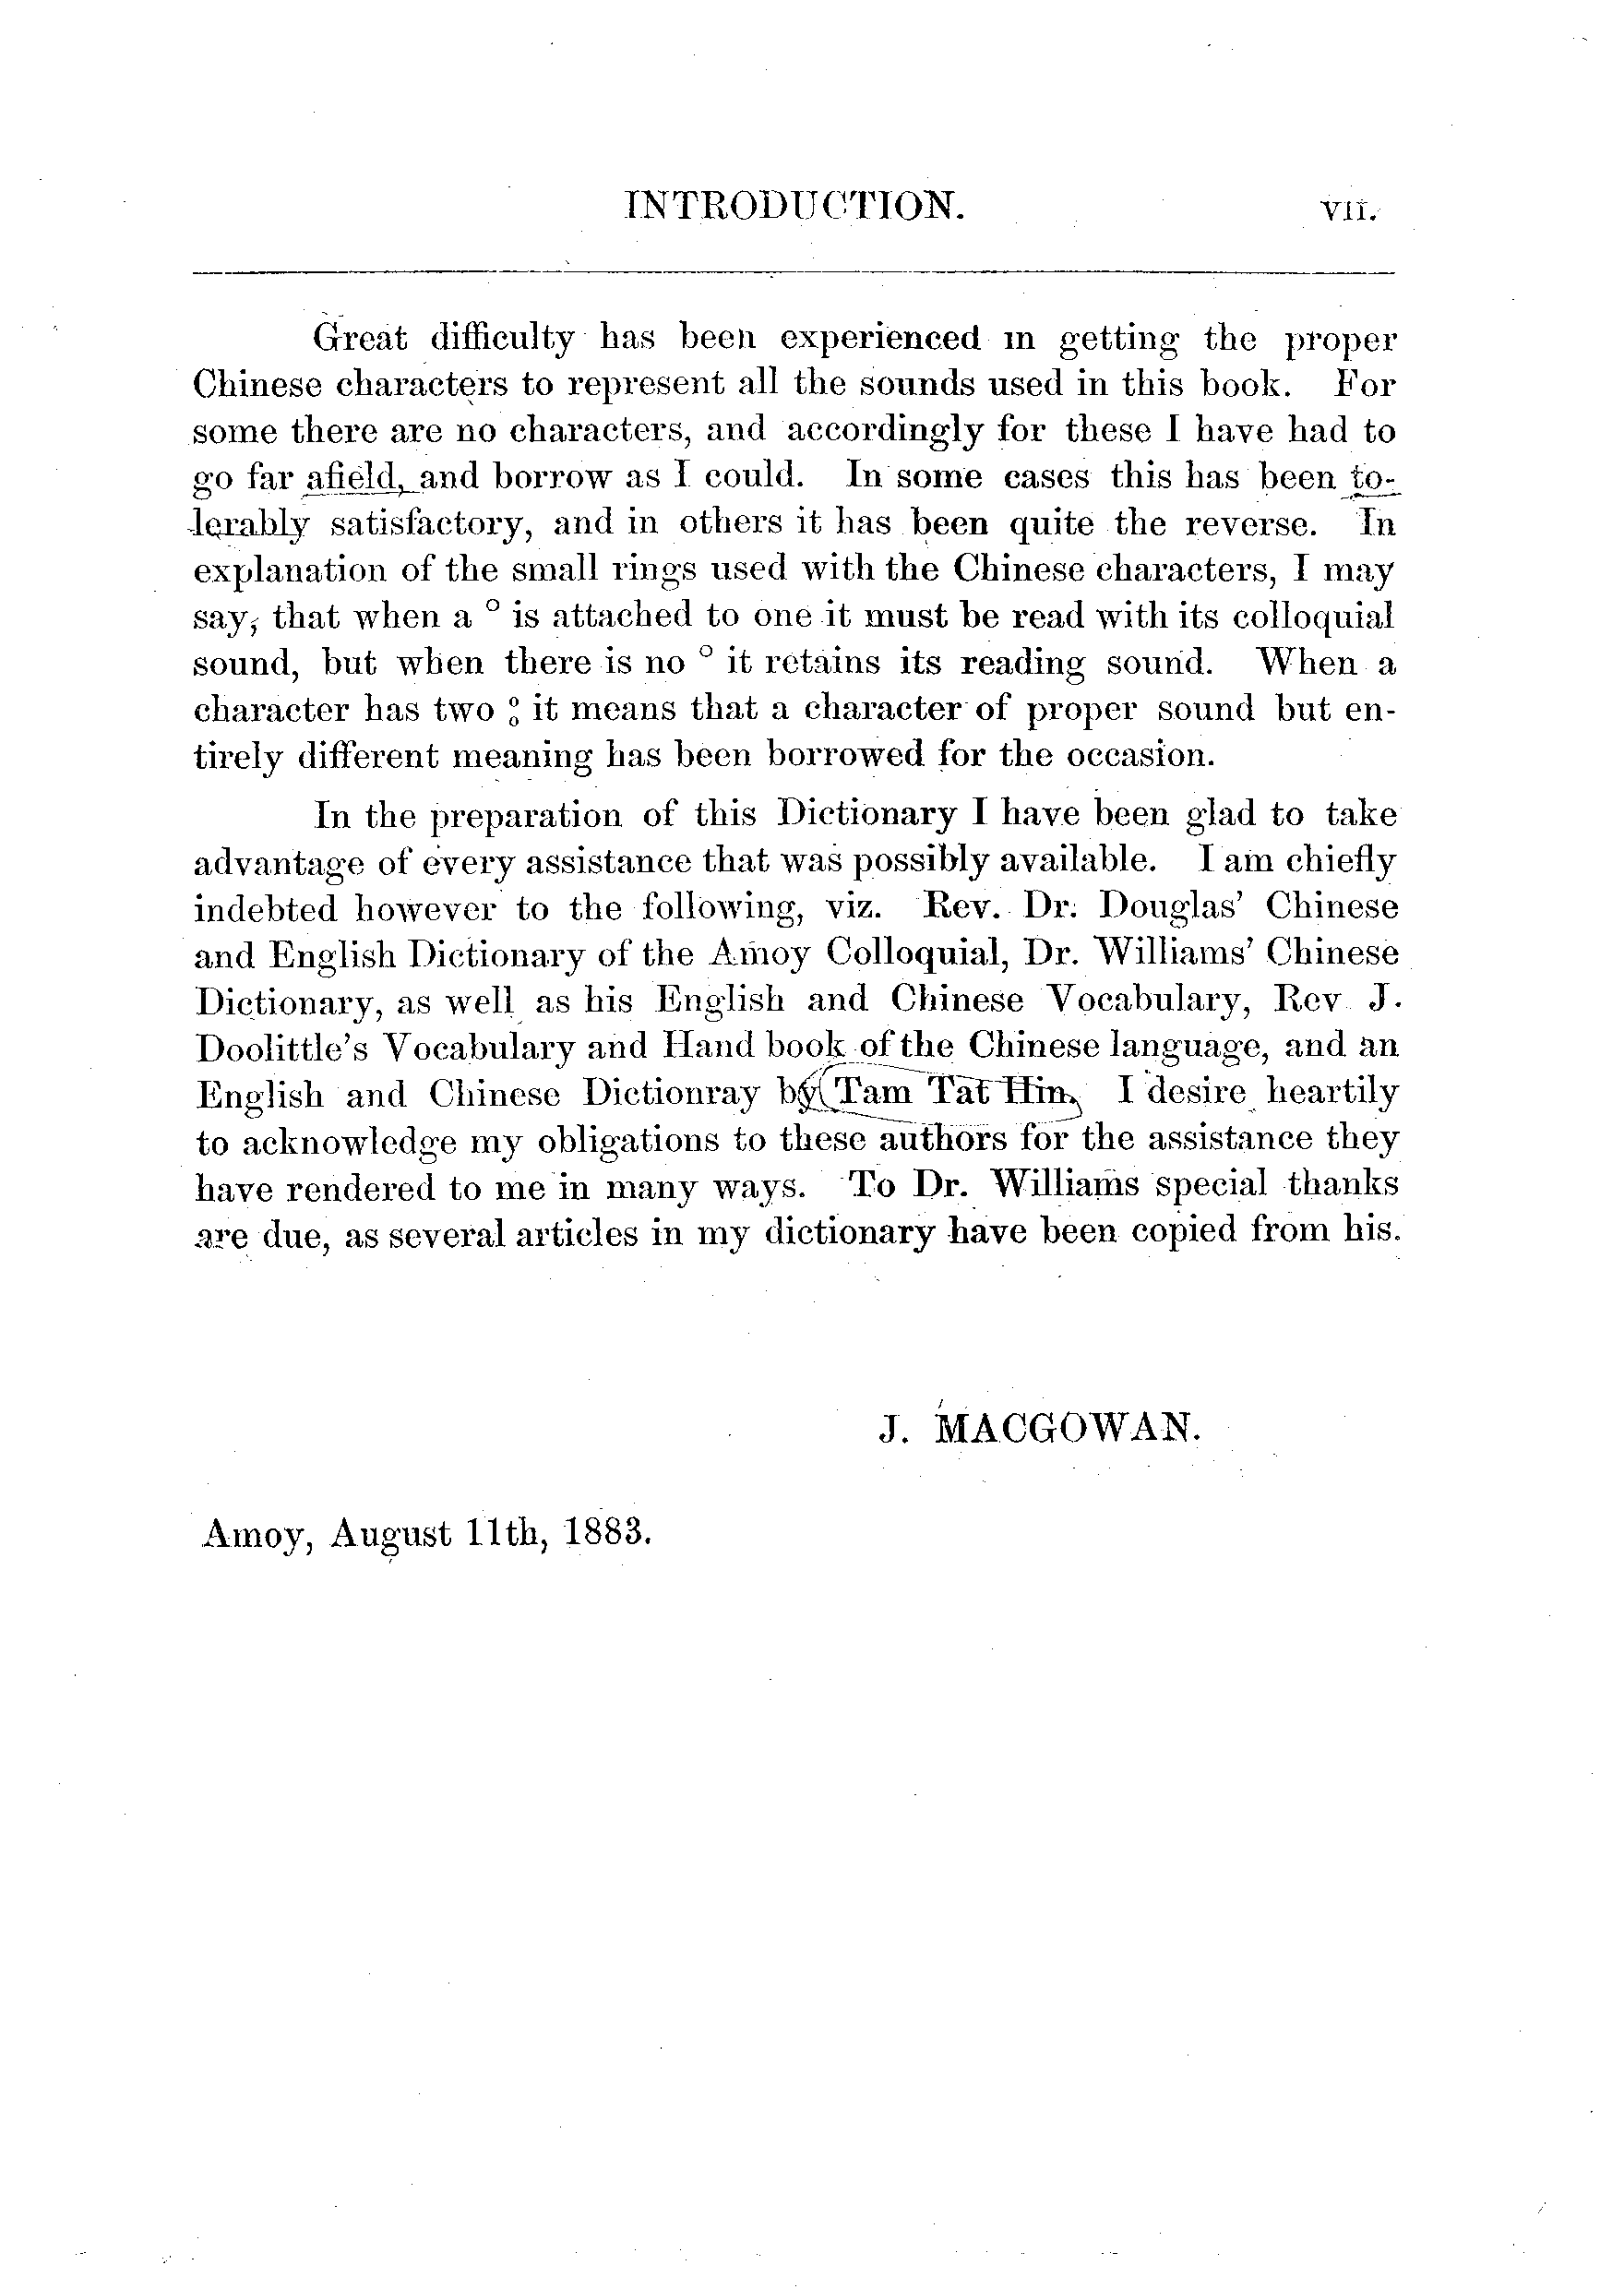 INTRODUCTION. VII.
Great difficulty has been experienced in getting the proper
Chinese characters to represent all the sounds used in this book. For
some there are no characters, and accordingly for these I have had to
go far afield, and borrow as I could. In some cases this has been to-
lerably satisfactory, and in others it has been quite the reverse. In
explanation of the small rings used with the Chinese characters, I may
say, that when a ° is attached to one it must be read with its colloquial
sound, but when there is no ° it retains its reading sound. When a
character has two ° ° it means that a character of proper sound but en-
tirely different meaning has been borrowed for the occasion.
In the preparation of this Dictionary I have been glad to take
advantage of every assistance that was possibly available. I am chiefly
indebted however to the following, viz. Rev. Dr. Douglas' Chinese
and English Dictionary of the Amoy Colloquial, Dr. Williams' Chinese
Dictionary, as well as his English and Chinese Vocabulary, Rev J.
Doolittle's Vocabulary and Hand book of the Chinese language, and an
English and Chinese Dictionray by Tam Tat Hin, I desire heartily
to acknowledge my obligations to these authors for the assistance they
have rendered to me in many ways. To Dr. Williams special thanks
are due, as several articles in my dictionary have been copied from his.
J. MACGOWAN.
Amoy, August 11th, 1883.